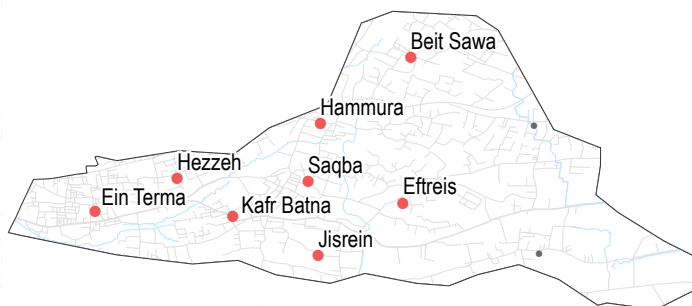 Beit Sawa
Hammura
Hezzeh
Saqba
Ein Terma
Eftreis
Kafr Batna
Jisrein